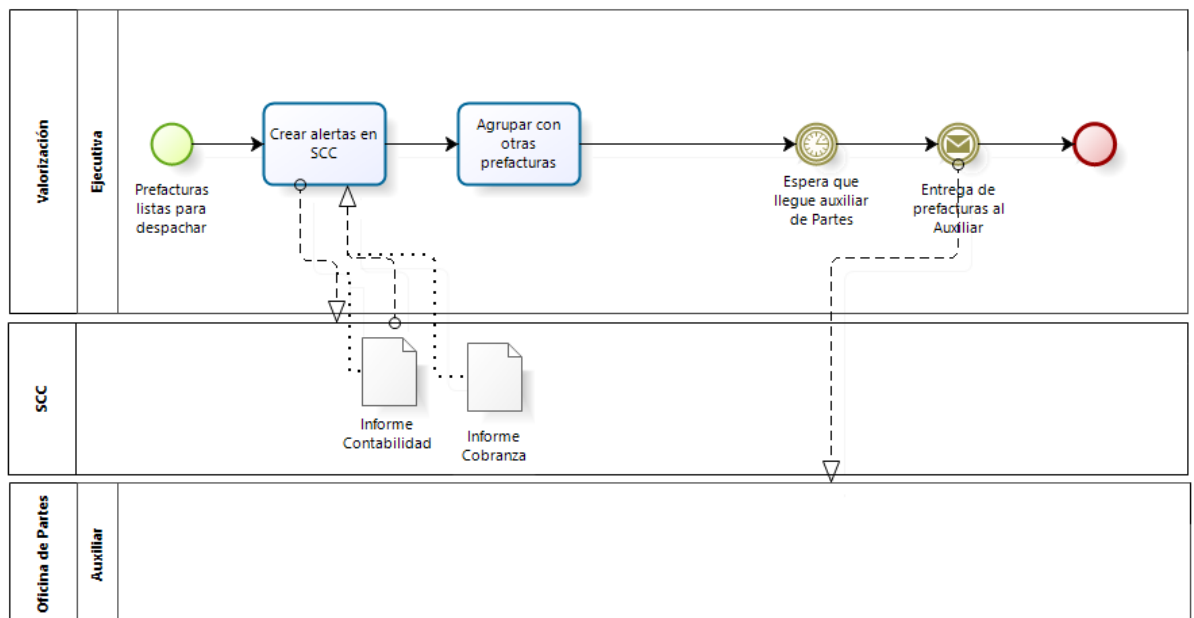 Valorización
Ejecutiva
Crear alertas en
SCC
Agrupar con
otras
prefacturas
Prefacturas
listas para
despachar
Espera que
llegue auxiliar
de Partes
Entrega de
prefacturas al
Auxiliar
SCC
Informe
Contabilidad
Informe
Cobranza
Oficina de Partes
Auxiliar